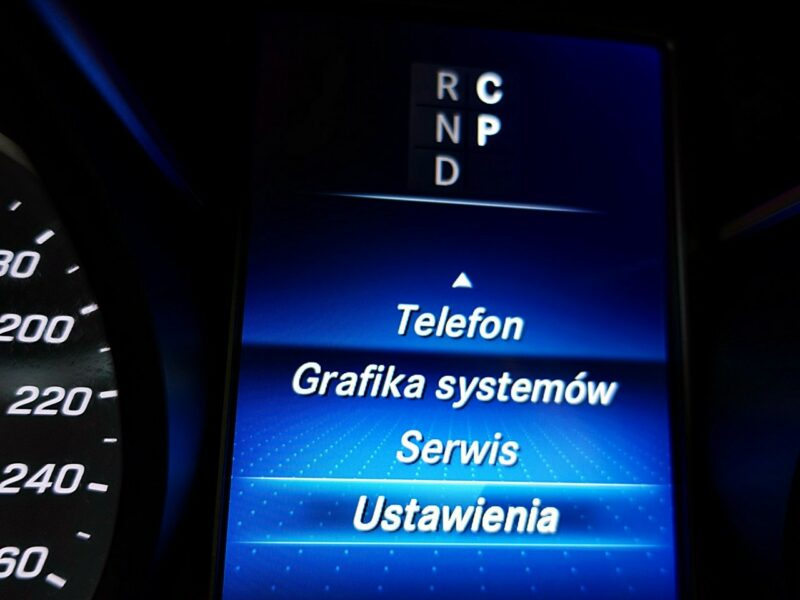 R C
N P
D
Telefon
Grafika systemów
Serwis
Ustawienia
200
220
240